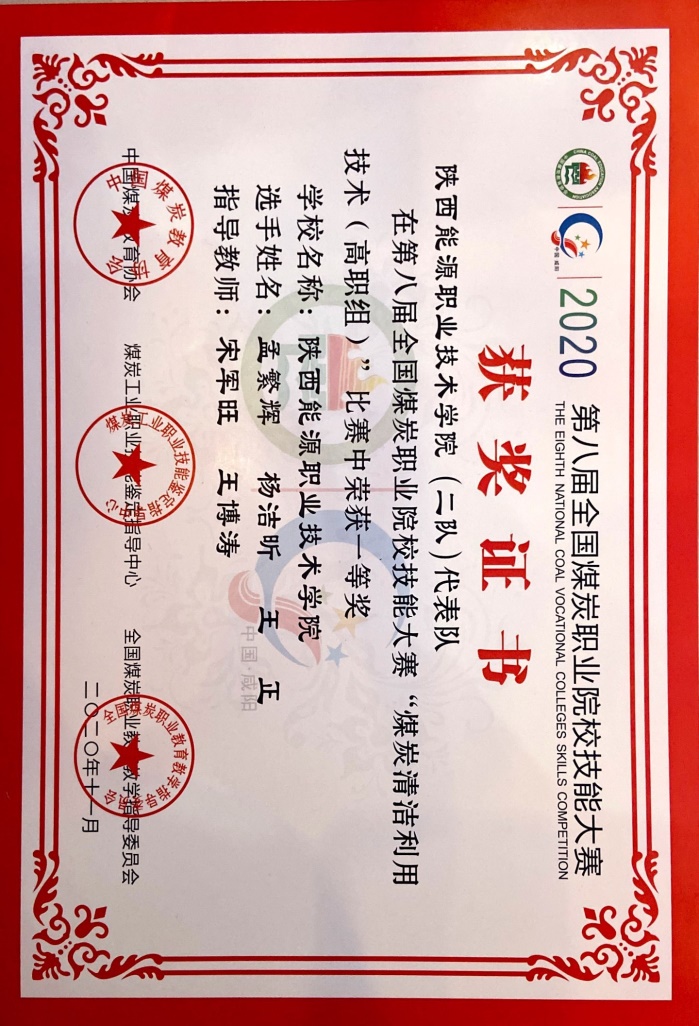 2020 第八届全国煤炭职业院校技能大赛
THE EIGHTH NATIONAL COAL VOCATIONAL COLLEGES SKILLS COMPETITION
中国·咸阳
获奖证书
陕西能源职业技术学院(二队)代表队
在第八届全国煤炭职业院校技能大赛“煤炭清洁利用
技术(高职组)”比赛中荣获一等奖
学校名称：陕西能源职业技术学院
选手姓名：孟繁辉 杨洁昕 王正
指导教师：宋军旺 王博涛
中国·咸阳
中国煤炭教育协会 煤炭工业职业技能鉴定指导中心 全国煤炭职业教育教学指导委员会
二〇二〇年十一月